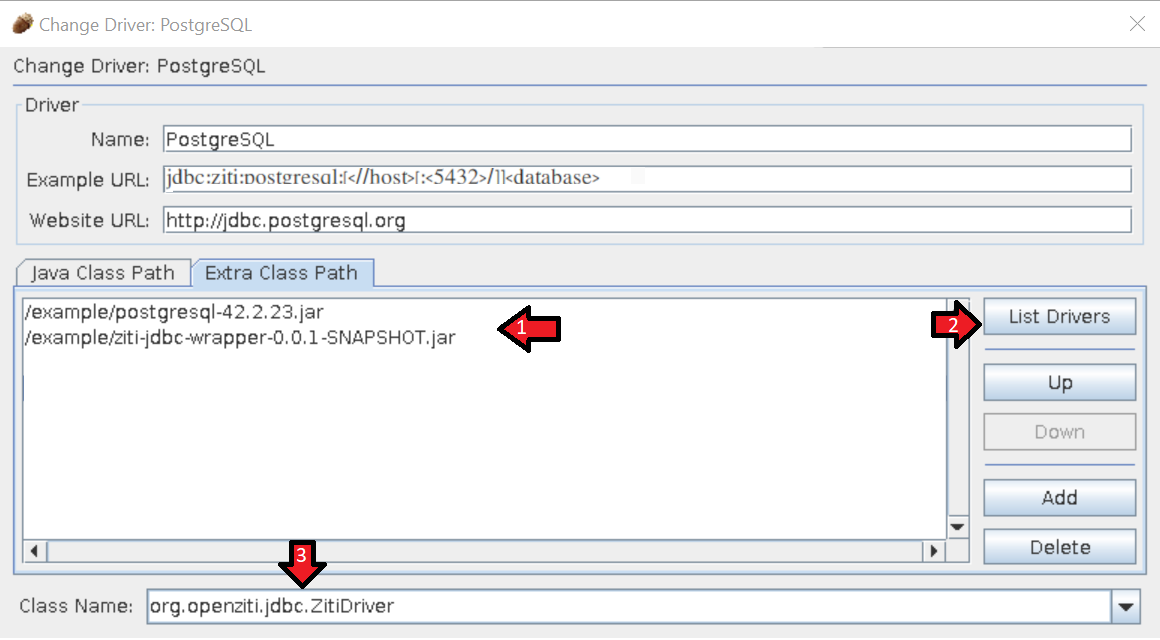 Change Driver: PostgreSQL
Change Driver: PostgreSQL
Driver
Name: PostgreSQL
Example URL: jdbc:ziti:postgresql:[<//host>[:<5432>/]]<database>
Website URL: http://jdbc.postgresql.org
Java Class Path Extra Class Path
/example/postgresql-42.2.23.jar
/example/ziti-jdbc-wrapper-0.0.1-SNAPSHOT.jar
1
2
List Drivers
Up
Down
Add
Delete
3
Class Name: org.openziti.jdbc.ZitiDriver